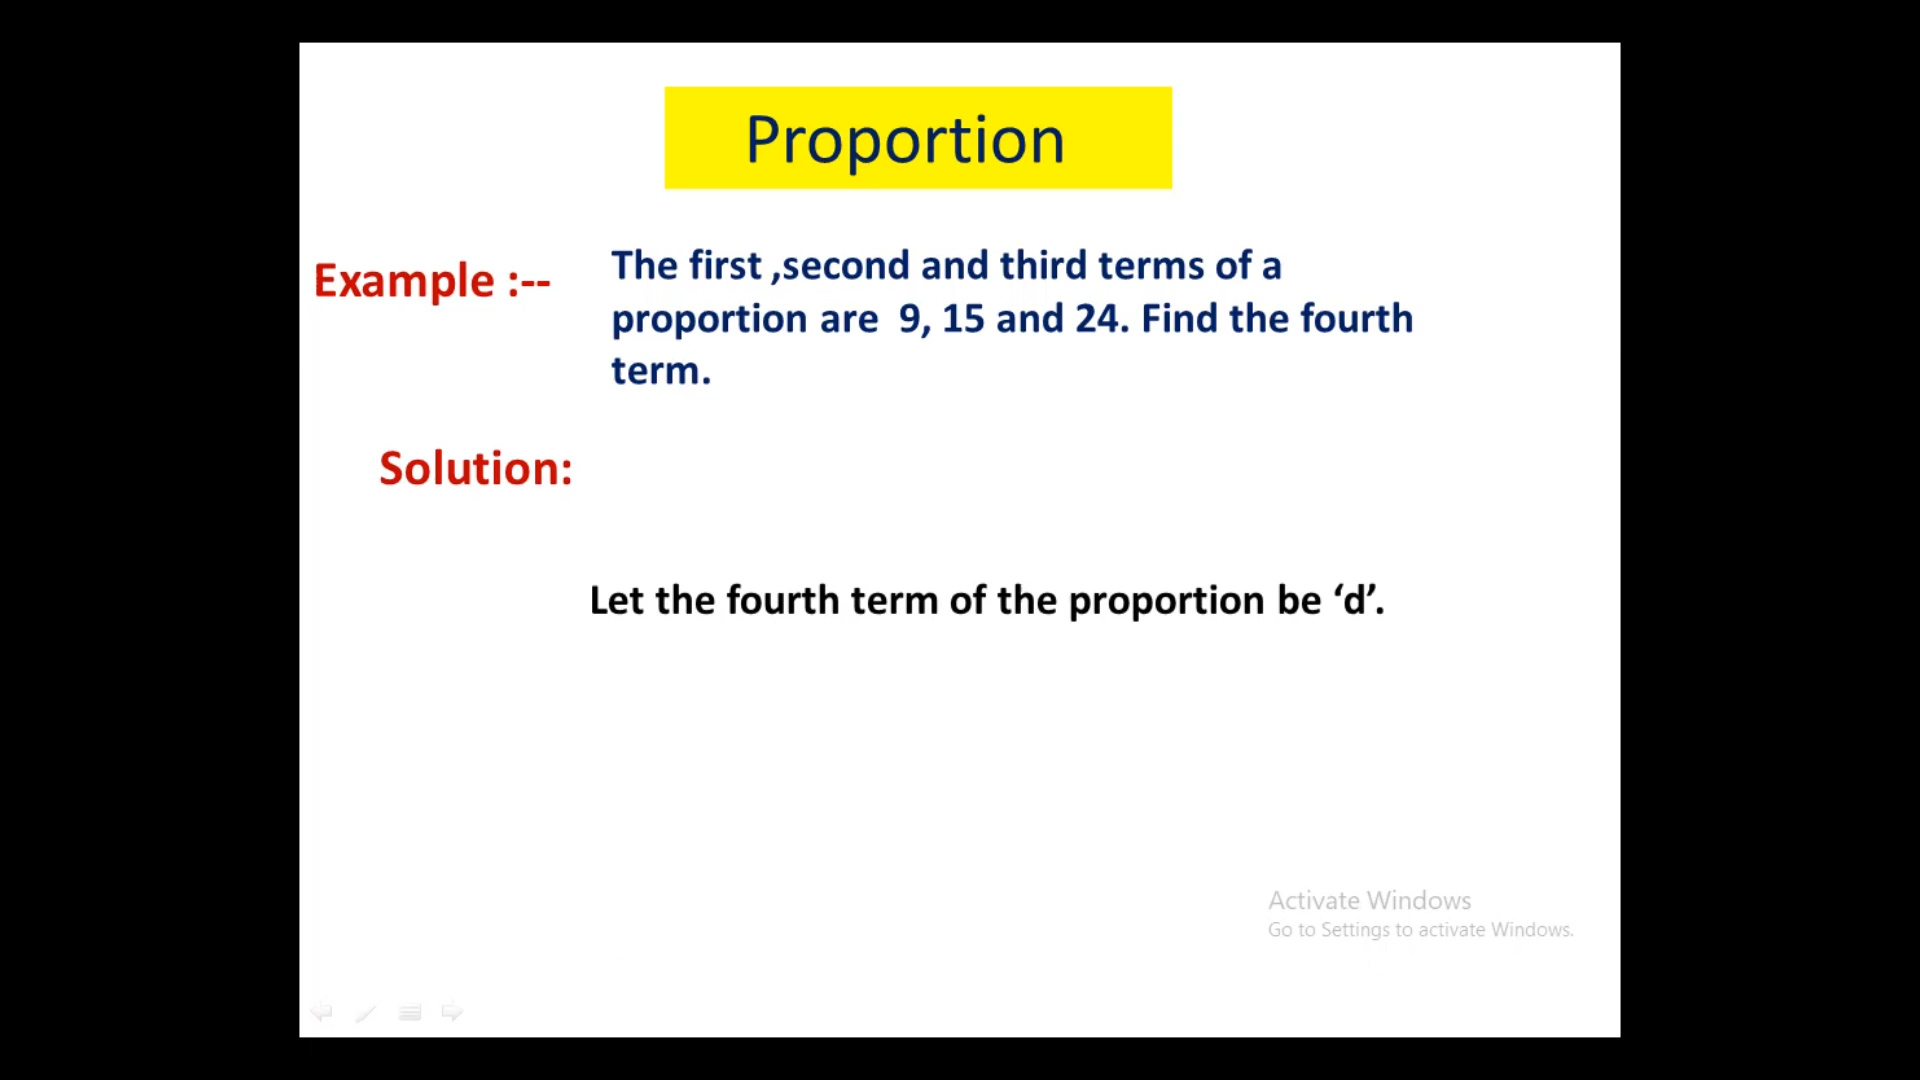 Proportion
Example :--
The first ,second and third terms of a
proportion are  9, 15 and 24. Find the fourth
term.
Solution:
Let the fourth term of the proportion be ‘d’.
Activate Windows
Go to Settings to activate Windows.